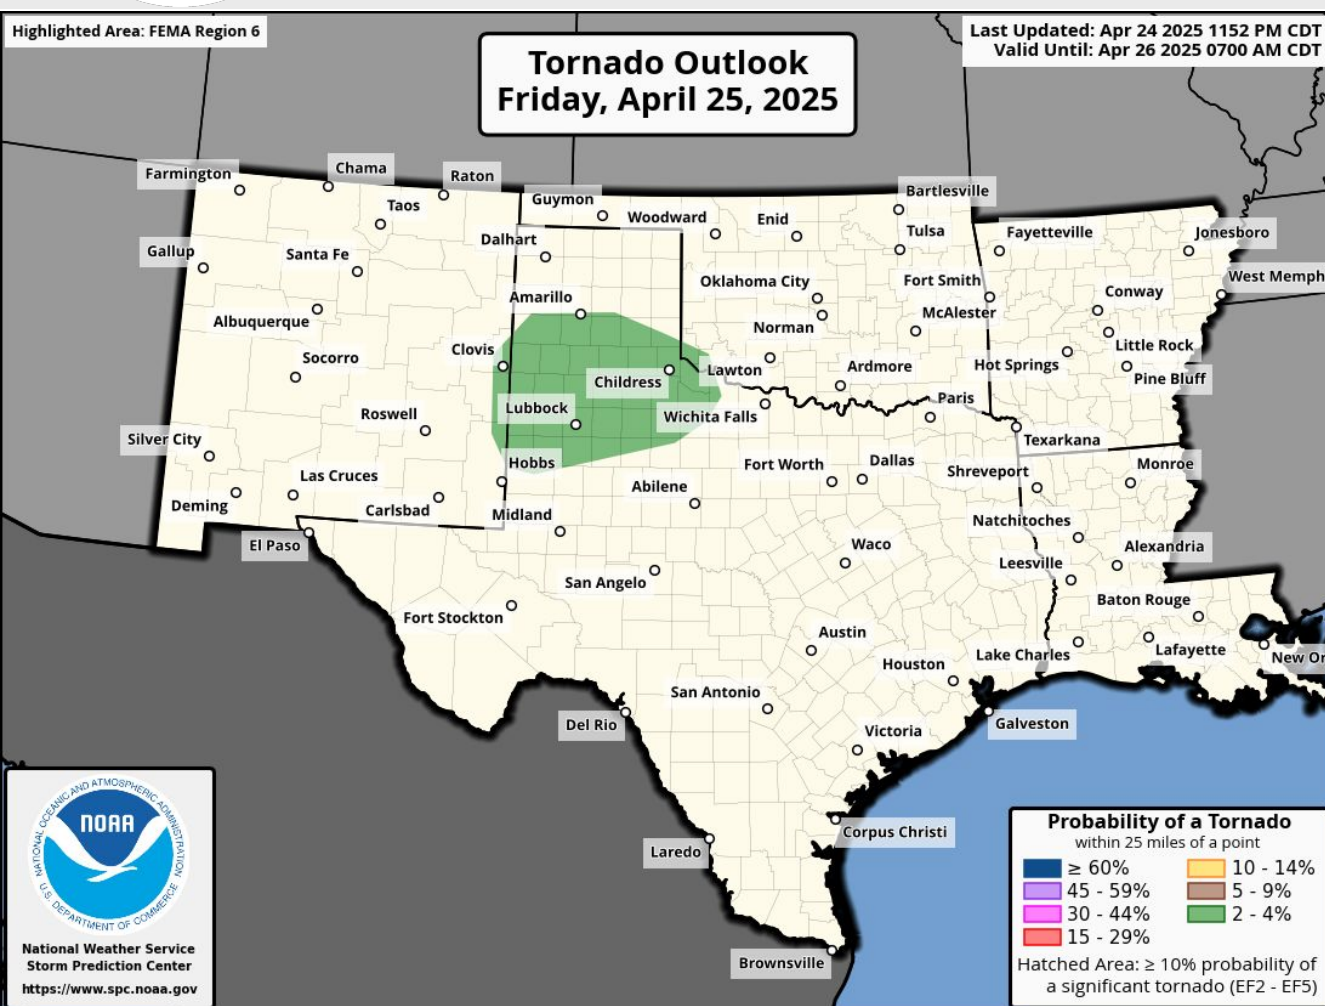 Highlighted Area: FEMA Region 6
Last Updated: Apr 24 2025 1152 PM CDT
Valid Until: Apr 26 2025 0700 AM CDT
Tornado Outlook
Friday, April 25, 2025
Farmington
Chama
Raton
Guymon
Bartlesville
Taos
Woodward
Enid
Tulsa
Fayetteville
Jonesboro
Gallup
Santa Fe
Dalhart
Oklahoma City
Fort Smith
West Memph
Albuquerque
Amarillo
Norman
McAlester
Conway
Socorro
Clovis
Childress
Lawton
Ardmore
Hot Springs
Little Rock
Pine Bluff
Roswell
Lubbock
Wichita Falls
Paris
Silver City
Texarkana
Las Cruces
Hobbs
Fort Worth
Dallas
Shreveport
Monroe
Deming
Carlsbad
Midland
Abilene
Natchitoches
El Paso
San Angelo
Waco
Leesville
Alexandria
Fort Stockton
Baton Rouge
Austin
Houston
Lake Charles
Lafayette
New Or
Del Rio
San Antonio
Galveston
Victoria
Corpus Christi
Laredo
Brownsville
NATIONAL OCEANIC AND ATMOSPHERIC ADMINISTRATION
NOAA
U.S. DEPARTMENT OF COMMERCE
National Weather Service
Storm Prediction Center
https://www.spc.noaa.gov
Probability of a Tornado
within 25 miles of a point
≥ 60%
10 - 14%
45 - 59%
5 - 9%
30 - 44%
2 - 4%
15 - 29%
Hatched Area: ≥ 10% probability of
a significant tornado (EF2 - EF5)